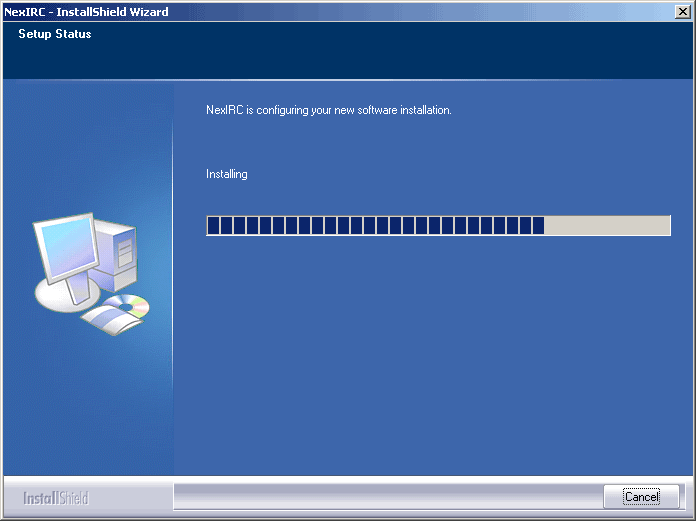 NexIRC - InstallShield Wizard
Setup Status
NexIRC is configuring your new software installation.
Installing
InstallShield
Cancel